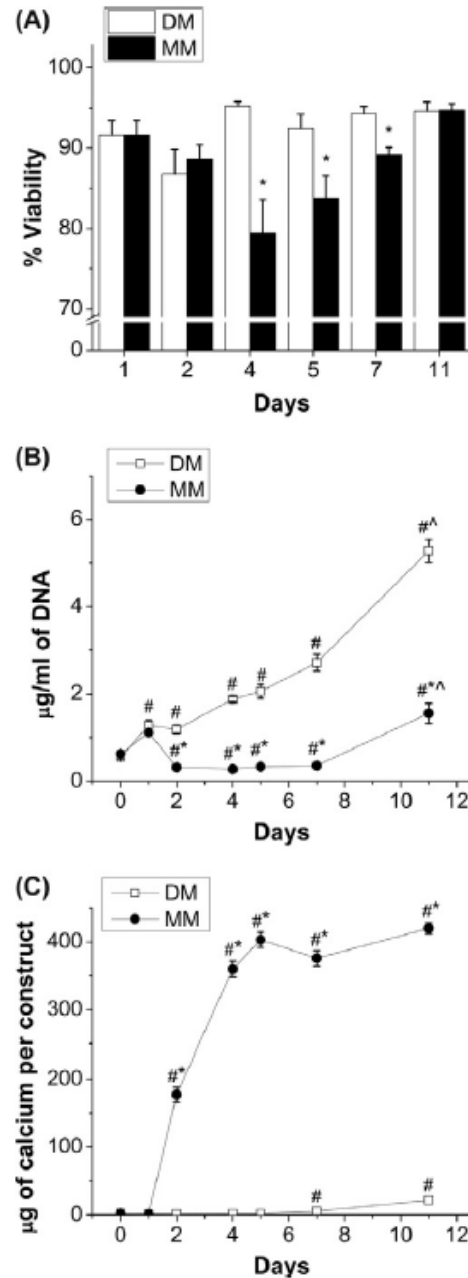 (A)
DM
MM
100
90
80
70
0
% Viability
* * *
1 2 4 5 7 11
Days
(B)
DM
MM
6
4
2
0
µg/ml of DNA
# # # # # #^
#* #* #* #* #*^
0 2 4 6 8 10 12
Days
(C)
DM
MM
400
300
200
100
0
µg of calcium per construct
#* #* #* #* #*
# #
0 2 4 6 8 10 12
Days